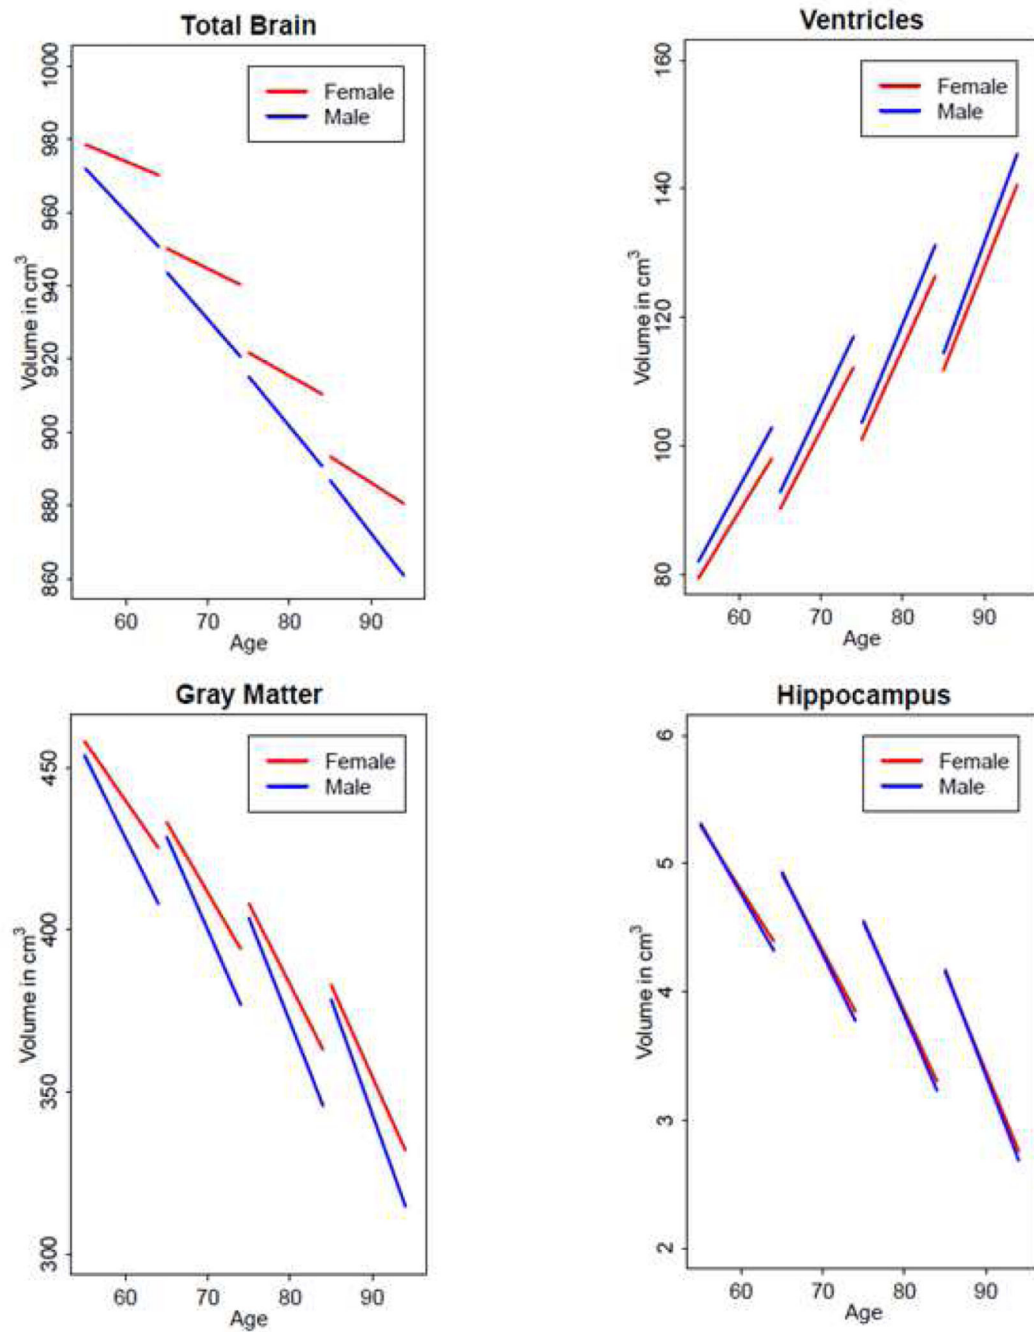 Total Brain
Female
Male
1000
980
960
940
920
900
880
860
Volume in cm³
60 70 80 90
Age
Ventricles
Female
Male
160
140
120
100
80
Volume in cm³
60 70 80 90
Age
Gray Matter
Female
Male
450
400
350
300
Volume in cm³
60 70 80 90
Age
Hippocampus
Female
Male
6
5
4
3
2
Volume in cm³
60 70 80 90
Age